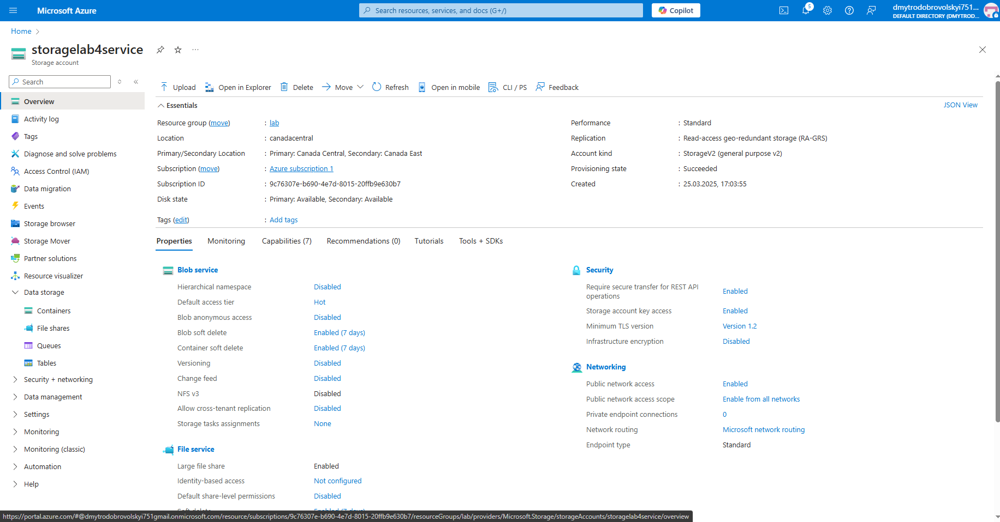 Microsoft Azure
Search resources, services, and docs (G+/)
Copilot
5
dmytrodobrovolskyi751...
DEFAULT DIRECTORY (DMYTROD...
Home
storagelab4service
Storage account
Search
Overview
Activity log
Tags
Diagnose and solve problems
Access Control (IAM)
Data migration
Events
Storage browser
Storage Mover
Partner solutions
Resource visualizer
Data storage
Containers
File shares
Queues
Tables
Security + networking
Data management
Settings
Monitoring
Monitoring (classic)
Automation
Help
Upload Open in Explorer Delete Move Refresh Open in mobile CLI / PS Feedback
Essentials
JSON View
Resource group (move) : lab
Location : canadacentral
Primary/Secondary Location : Primary: Canada Central, Secondary: Canada East
Subscription (move) : Azure subscription 1
Subscription ID : 9c76307e-b690-4e7d-8015-20ffb9e630b7
Disk state : Primary: Available, Secondary: Available
Tags (edit) : Add tags
Performance : Standard
Replication : Read-access geo-redundant storage (RA-GRS)
Account kind : StorageV2 (general purpose v2)
Provisioning state : Succeeded
Created : 25.03.2025, 17:03:55
Properties Monitoring Capabilities (7) Recommendations (0) Tutorials Tools + SDKs
Blob service
Hierarchical namespace Disabled
Default access tier Hot
Blob anonymous access Disabled
Blob soft delete Enabled (7 days)
Container soft delete Enabled (7 days)
Versioning Disabled
Change feed Disabled
NFS v3 Disabled
Allow cross-tenant replication Disabled
Storage tasks assignments None
File service
Large file share Enabled
Identity-based access Not configured
Default share-level permissions Disabled
Soft delete Enabled (7 days)
Security
Require secure transfer for REST API
operations Enabled
Storage account key access Enabled
Minimum TLS version Version 1.2
Infrastructure encryption Disabled
Networking
Public network access Enabled
Public network access scope Enable from all networks
Private endpoint connections 0
Network routing Microsoft network routing
Endpoint type Standard
https://portal.azure.com/#@dmytrodobrovolskyi751gmail.onmicrosoft.com/resource/subscriptions/9c76307e-b690-4e7d-8015-20ffb9e630b7/resourceGroups/lab/providers/Microsoft.Storage/storageAccounts/storagelab4service/overview